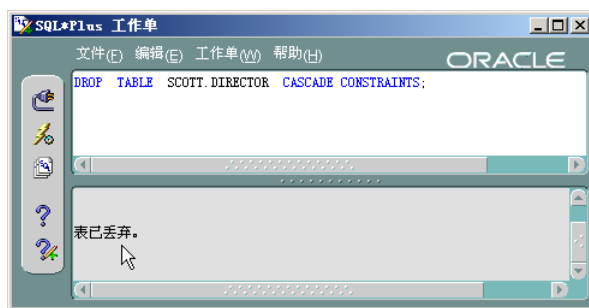 SQL*Plus 工作单
文件(F) 编辑(E) 工作单(W) 帮助(H)
ORACLE
DROP TABLE SCOTT.DIRECTOR CASCADE CONSTRAINTS;
表已丢弃。